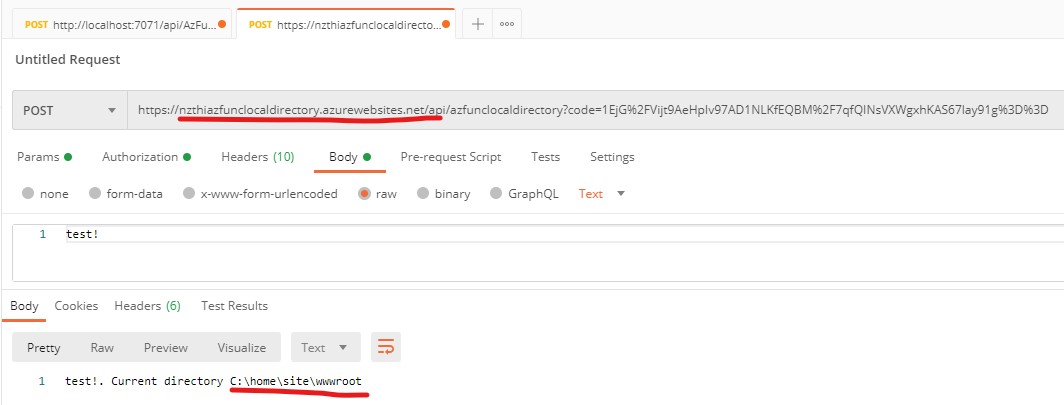 POST http://localhost:7071/api/AzFu... POST https://nzthiazfunclocaldirecto... + ooo
Untitled Request
POST https://nzthiazfunclocaldirectory.azurewebsites.net/api/azfunclocaldirectory?code=1EjG%2FVijt9AeHplv97AD1NLKfEQBM%2F7qfQINsVXWgxhKAS67Iay91g%3D%3D
Params Authorization Headers (10) Body Pre-request Script Tests Settings
none form-data x-www-form-urlencoded raw binary GraphQL Text
1 test!
Body Cookies Headers (6) Test Results
Pretty Raw Preview Visualize Text
1 test!. Current directory C:\home\site\wwwroot